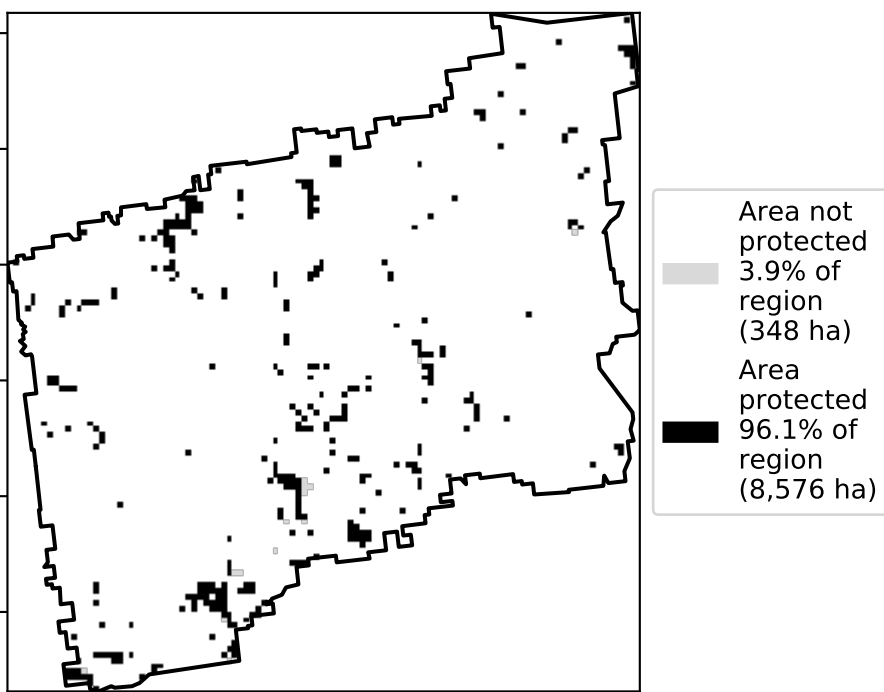 Area not
protected
3.9% of
region
(348 ha)
Area
protected
96.1% of
region
(8,576 ha)